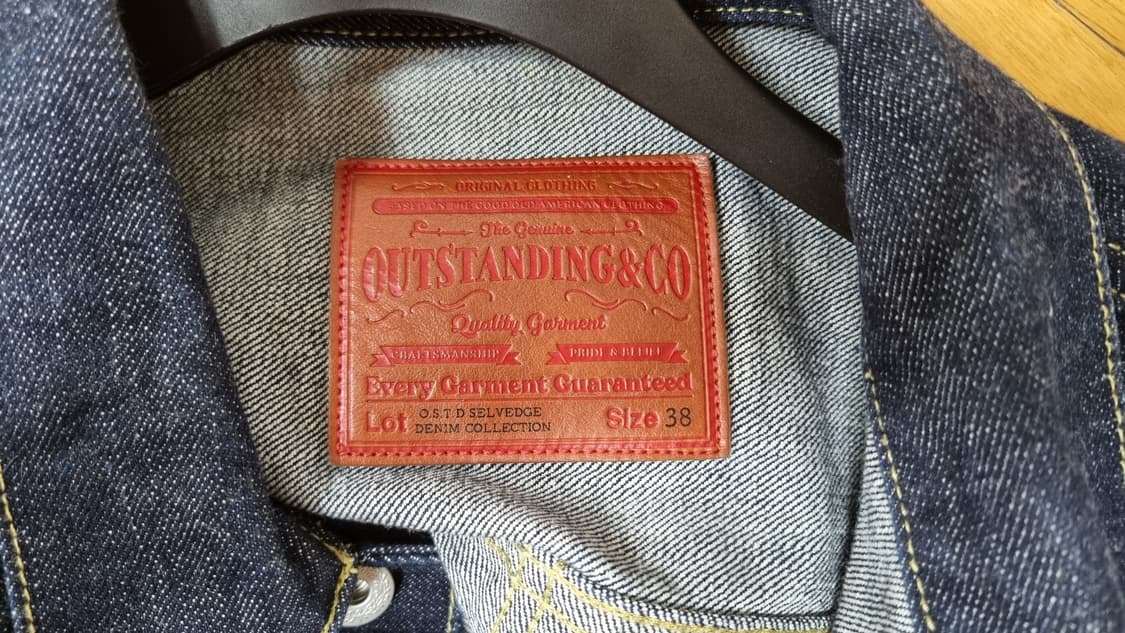 ORIGINAL CLOTHING
BASED ON THE GOOD OLD AMERICAN CLOTHING
The Genuine
OUTSTANDING&CO
Quality Garment
CRAFTSMANSHIP PRIDE & BELIEF
Every Garment Guaranteed
Lot O.S.T.D SELVEDGE DENIM COLLECTION Size 38